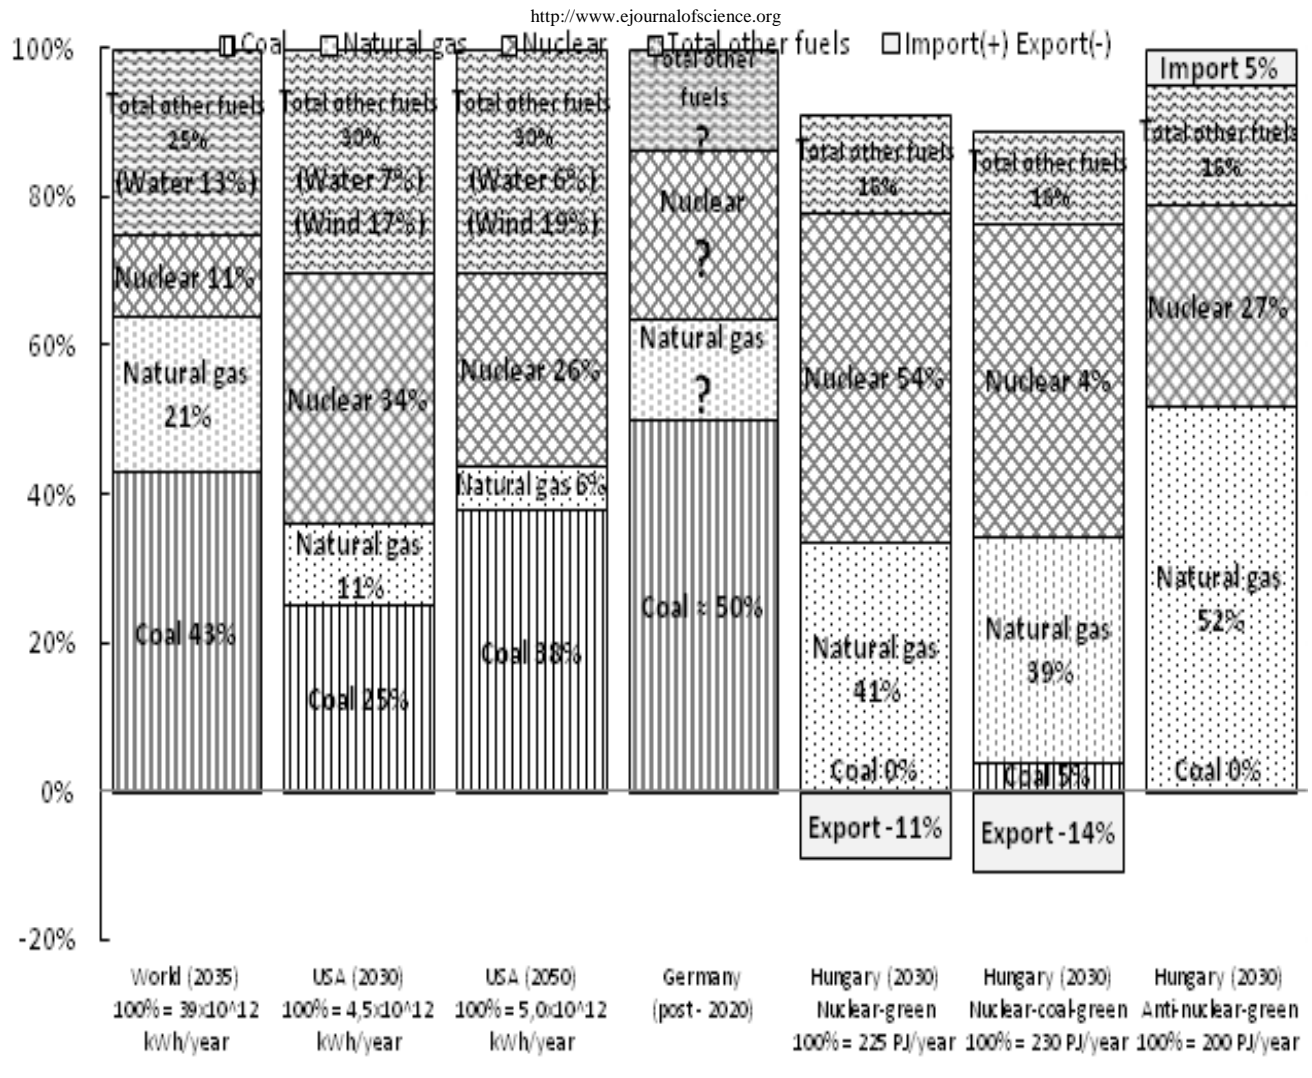 http://www.ejournalofscience.org
Coal Natural gas Nuclear Total other fuels Import(+) Export(-)
100%
80%
60%
40%
20%
0%
-20%
Total other fuels
25%
(Water 13%)
Nuclear 11%
Natural gas
21%
Coal 43%
Total other fuels
30%
(Water 7%)
(Wind 17%)
Nuclear 34%
Natural gas
11%
Coal 25%
Total other fuels
30%
(Water 6%)
(Wind 19%)
Nuclear 26%
Natural gas 6%
Coal 38%
Total other
fuels
?
Nuclear
?
Natural gas
?
Coal ≈ 50%
Total other fuels
16%
Nuclear 54%
Natural gas
41%
Coal 0%
Export -11%
Total other fuels
16%
Nuclear 4%
Natural gas
39%
Coal 5%
Export -14%
Import 5%
Total other fuels
16%
Nuclear 27%
Natural gas
52%
Coal 0%
World (2035)
100% = 39x10^12
kWh/year
USA (2030)
100% = 4,5x10^12
kWh/year
USA (2050)
100% = 5,0x10^12
kWh/year
Germany
(post - 2020)
Hungary (2030)
Nuclear-green
100% = 225 PJ/year
Hungary (2030)
Nuclear-coal-green
100% = 230 PJ/year
Hungary (2030)
Anti-nuclear-green
100% = 200 PJ/year